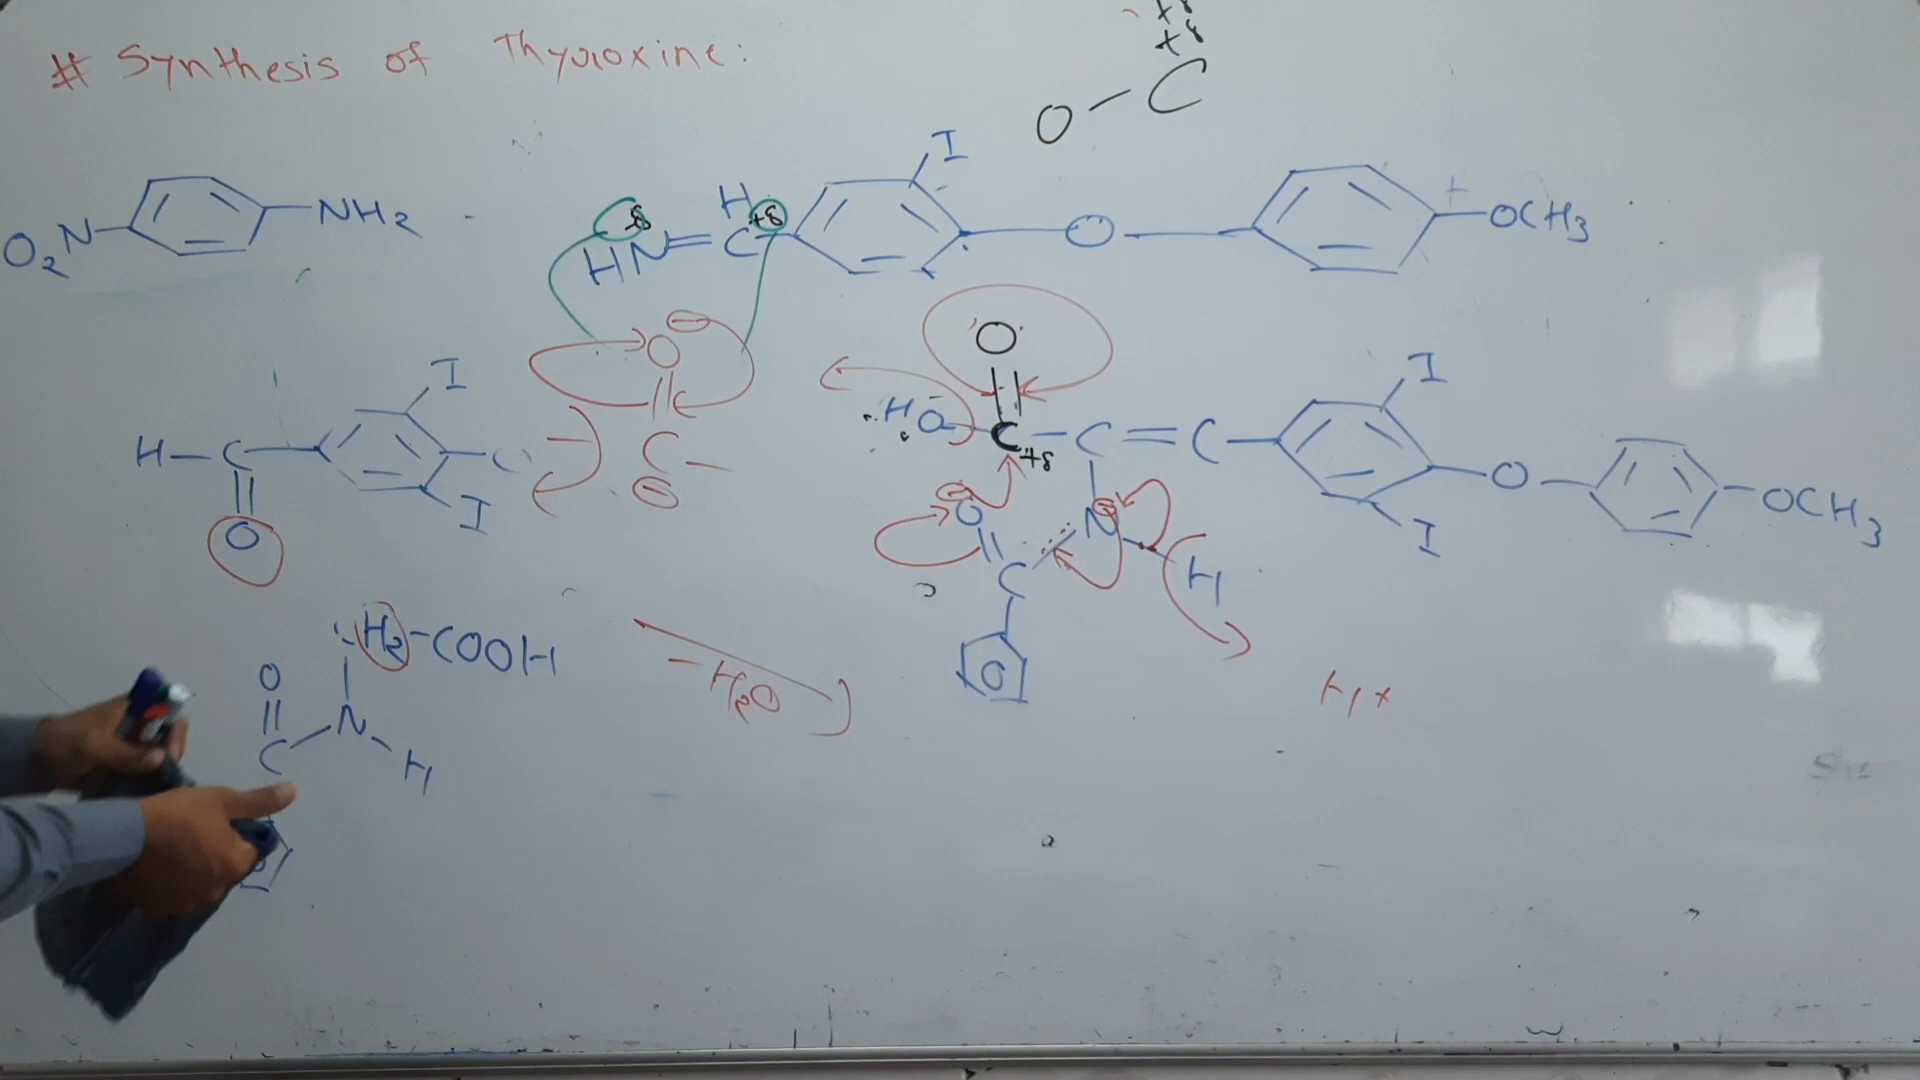 # Synthesis of Thyroxine:
+δ
+δ
O - C
O2N NH2
HN = C H -δ +δ I O OCH3
H - C O I I
O C
HO C O +δ C = C I I O OCH3
O C N H
H2-COOH
O C N H
-H2O
H+